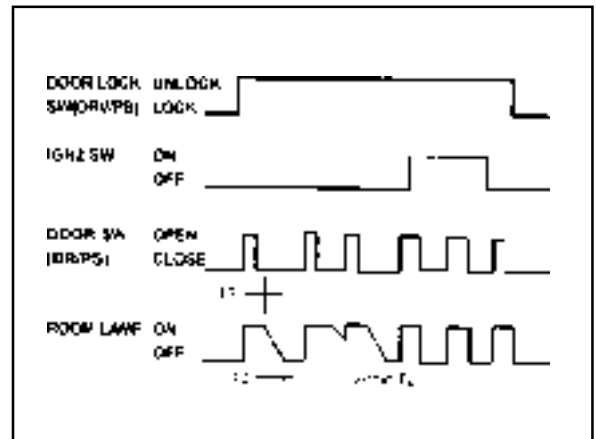 DOOR LOCK UNLOCK
SW(DR/PS) LOCK
IGN2 SW ON
OFF
DOOR SW OPEN
(DR/PS) CLOSE
ROOM LAMP ON
OFF